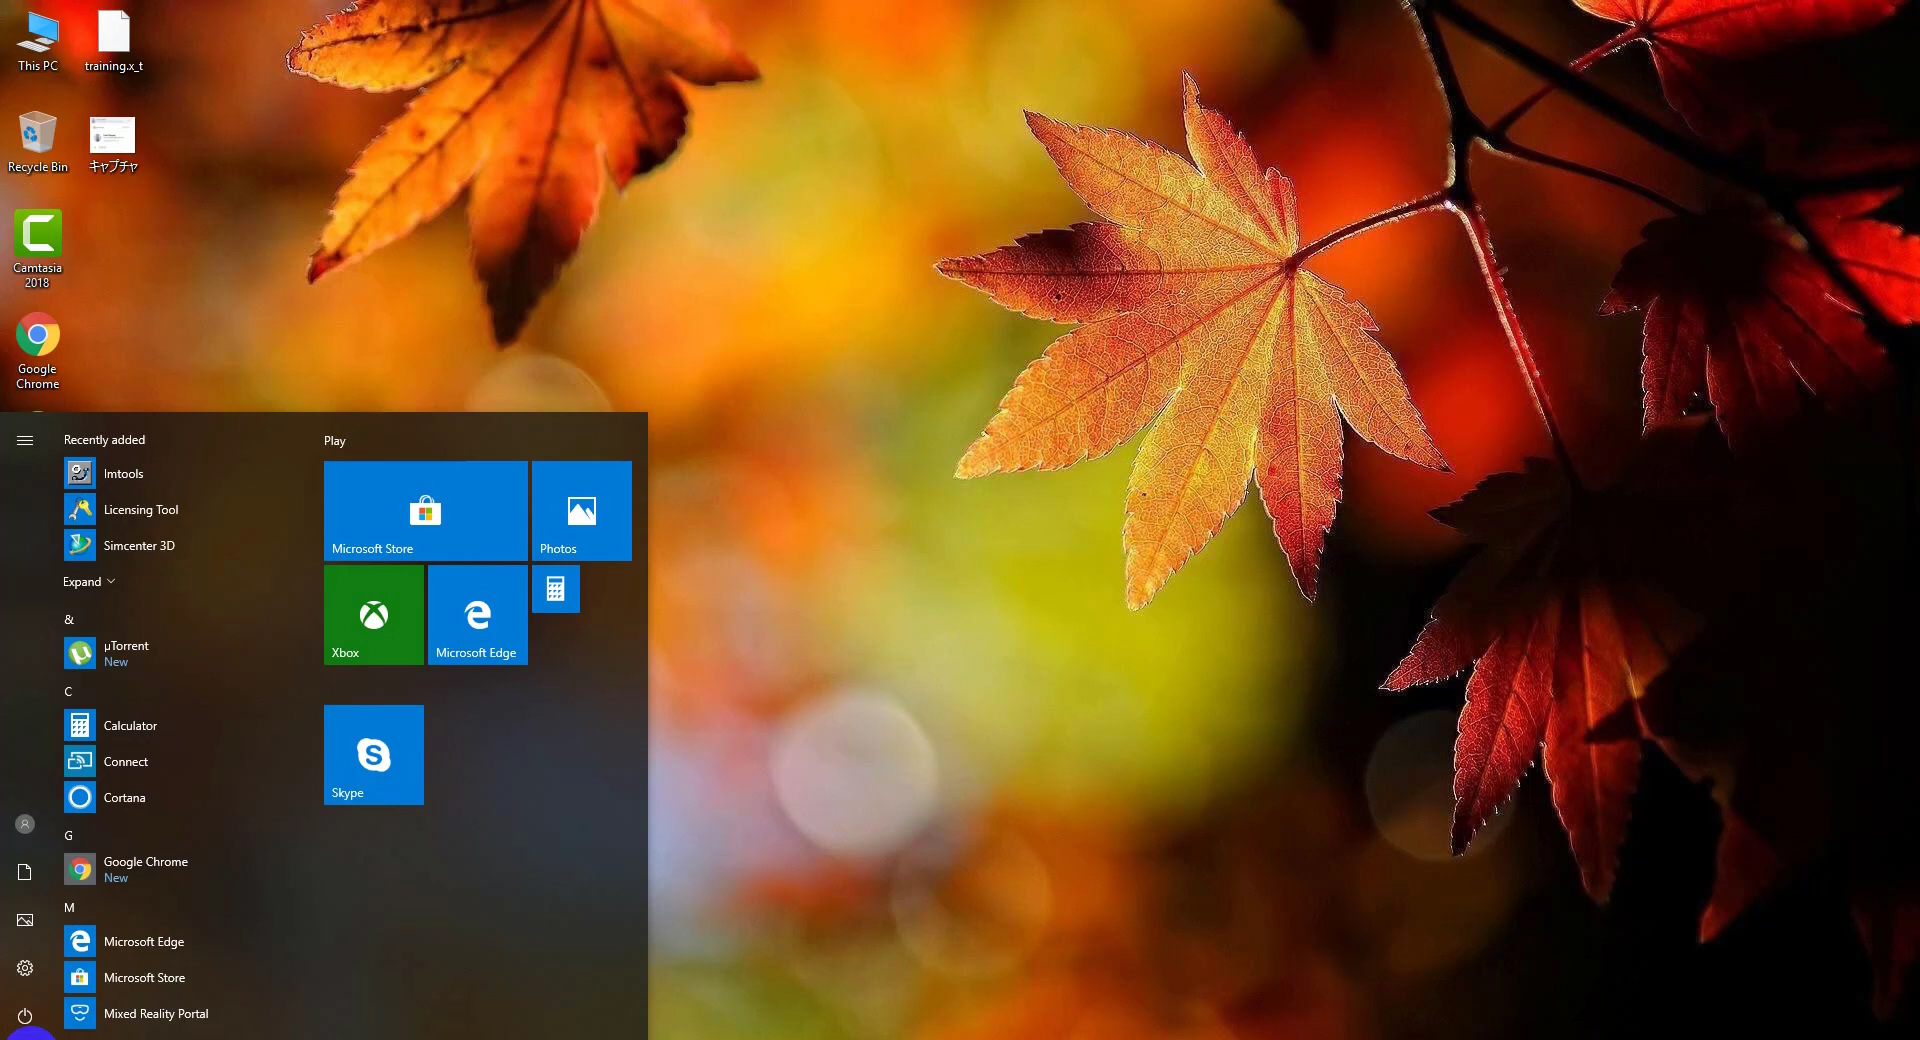 This PC
training.x_t
Recycle Bin
キャプチャ
Camtasia
2018
Google
Chrome
Recently added
lmtools
Licensing Tool
Simcenter 3D
Expand
&
µTorrent
New
C
Calculator
Connect
Cortana
G
Google Chrome
New
M
Microsoft Edge
Microsoft Store
Mixed Reality Portal
Play
Microsoft Store
Photos
Xbox
Microsoft Edge
Skype